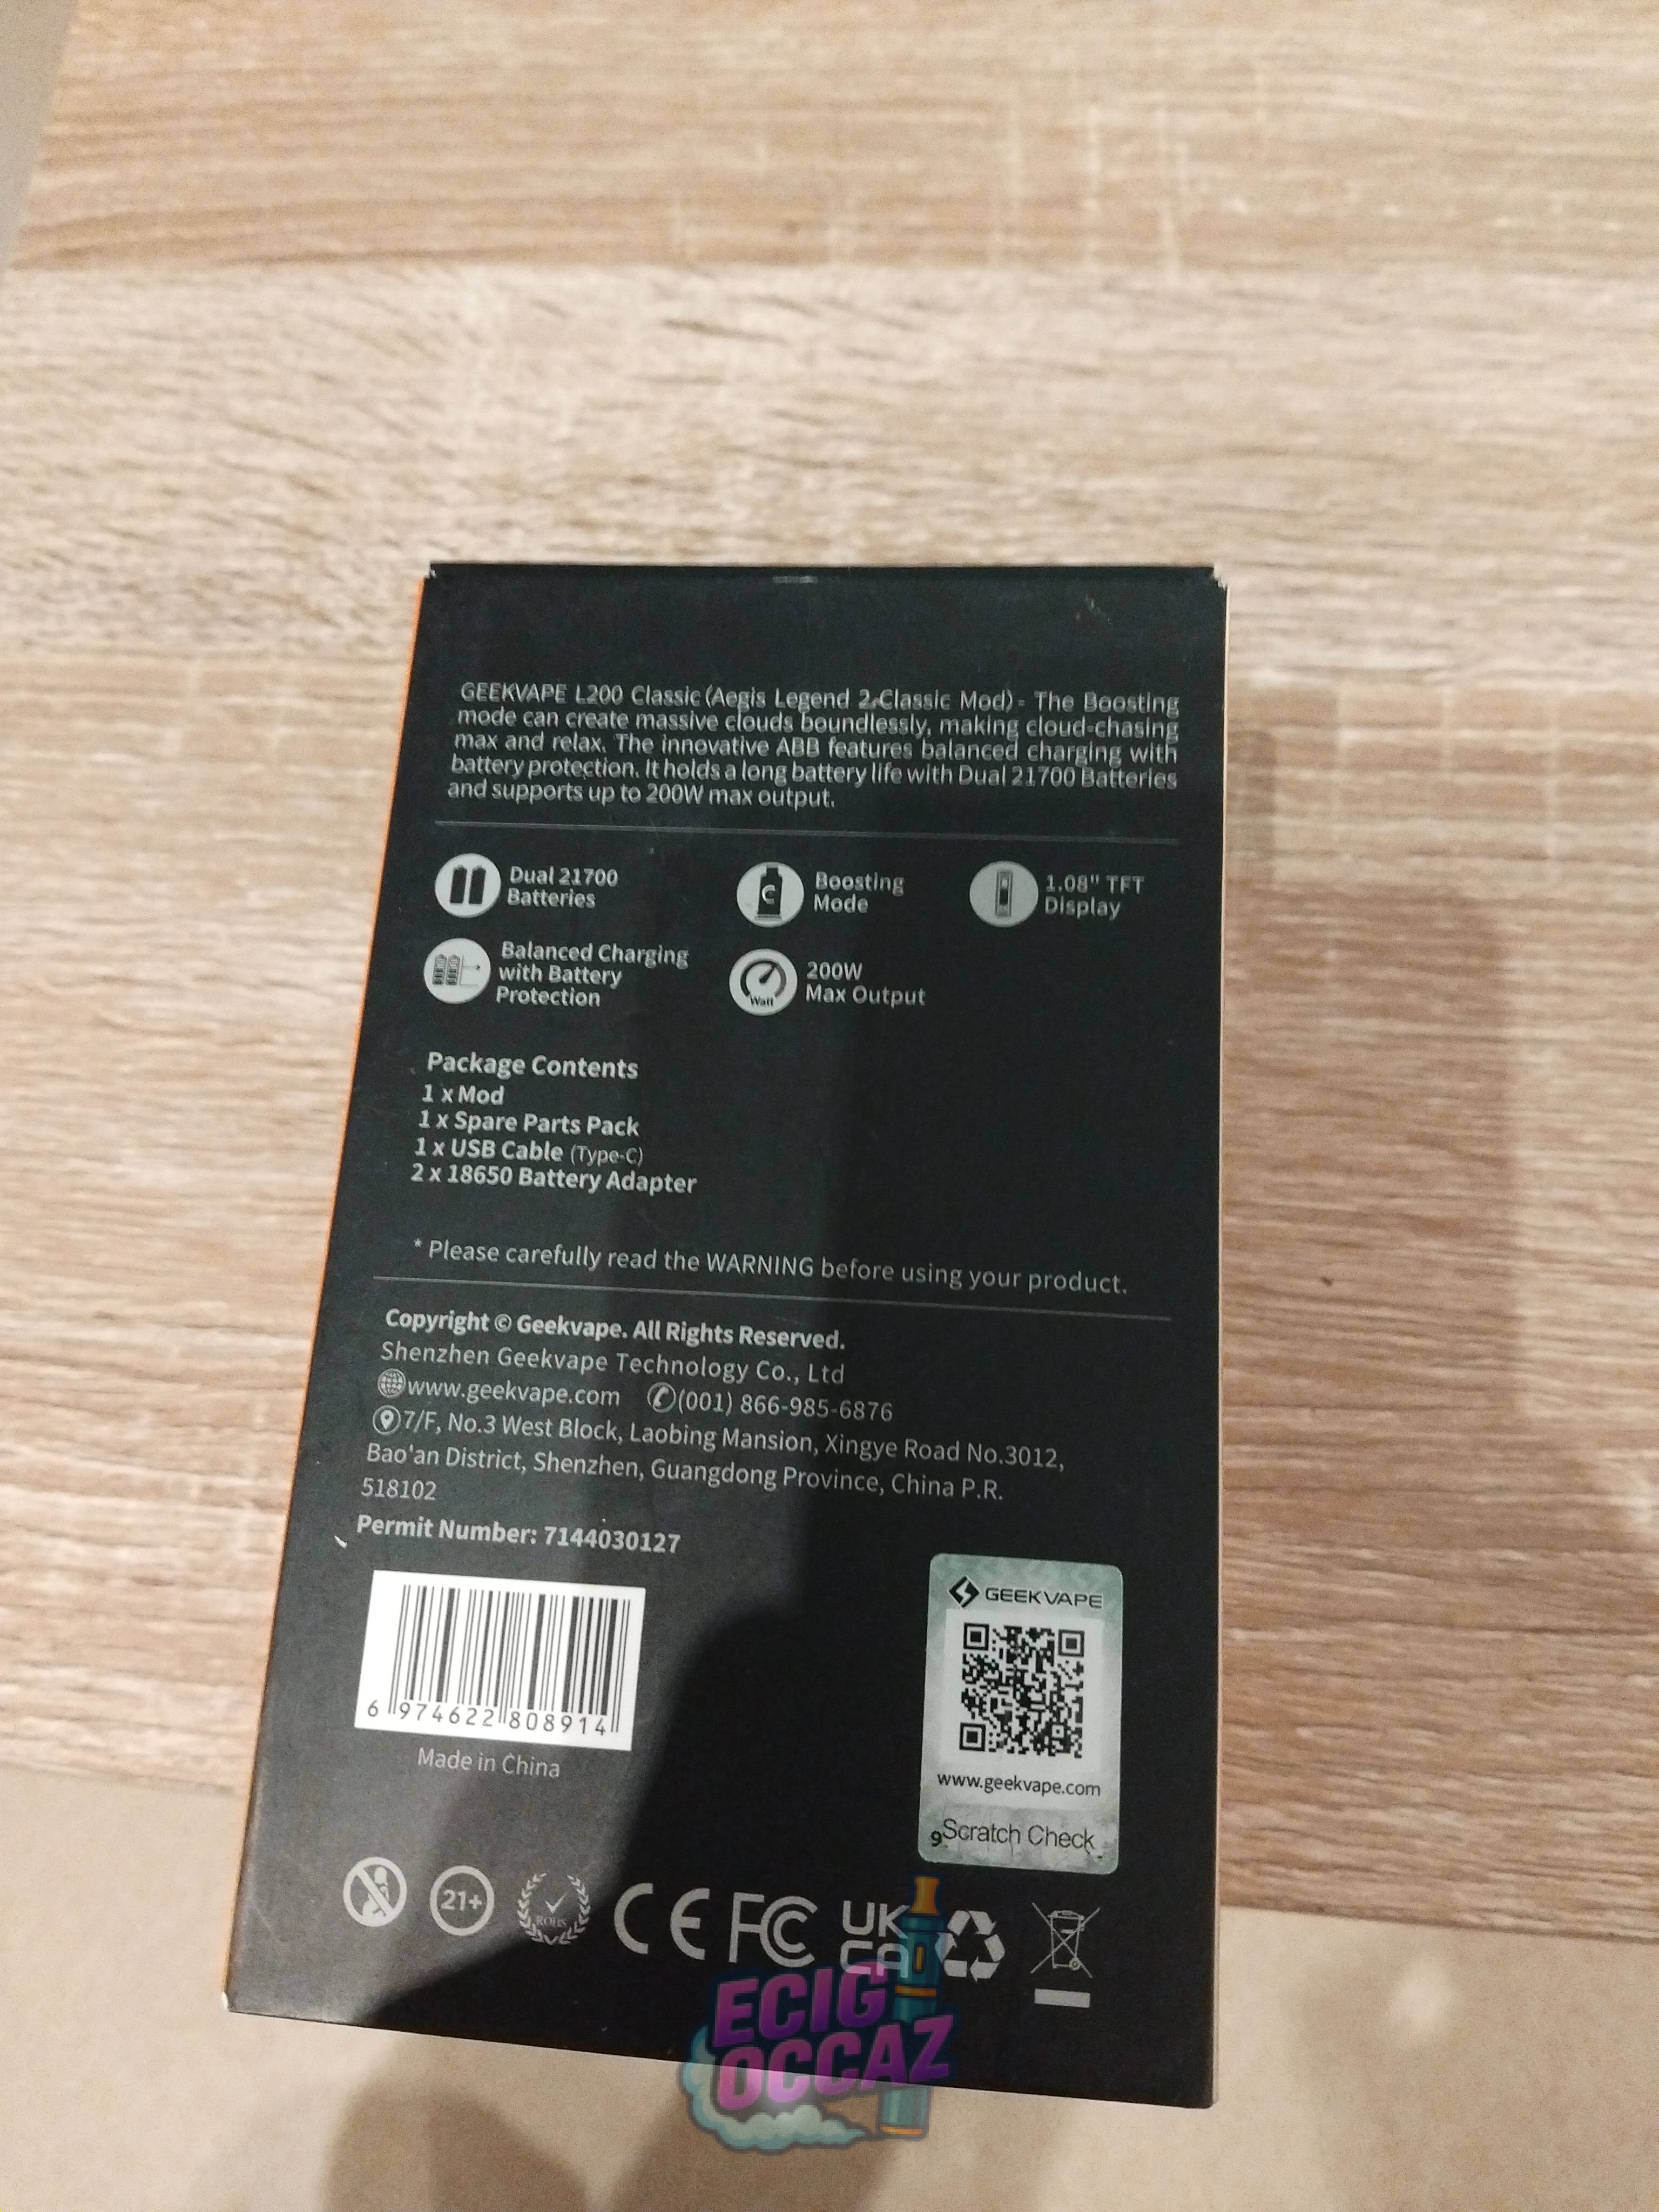 GEEKVAPE L200 Classic (Aegis Legend 2 Classic Mod) - The Boosting
mode can create massive clouds boundlessly, making cloud-chasing
max and relax. The innovative ABB features balanced charging with
battery protection. It holds a long battery life with Dual 21700 Batteries
and supports up to 200W max output.
Dual 21700
Batteries
Boosting
Mode
1.08" TFT
Display
Balanced Charging
with Battery
Protection
Watt
200W
Max Output
Package Contents
1 x Mod
1 x Spare Parts Pack
1 x USB Cable (Type-C)
2 x 18650 Battery Adapter
* Please carefully read the WARNING before using your product.
Copyright © Geekvape. All Rights Reserved.
Shenzhen Geekvape Technology Co., Ltd
www.geekvape.com (001) 866-985-6876
7/F, No.3 West Block, Laobing Mansion, Xingye Road No.3012,
Bao'an District, Shenzhen, Guangdong Province, China P.R.
518102
Permit Number: 7144030127
6 974622 808914
Made in China
GEEKVAPE
www.geekvape.com
9 Scratch Check
21+
ROHS
CE FC UK
CA
ECIG
OCCAZ